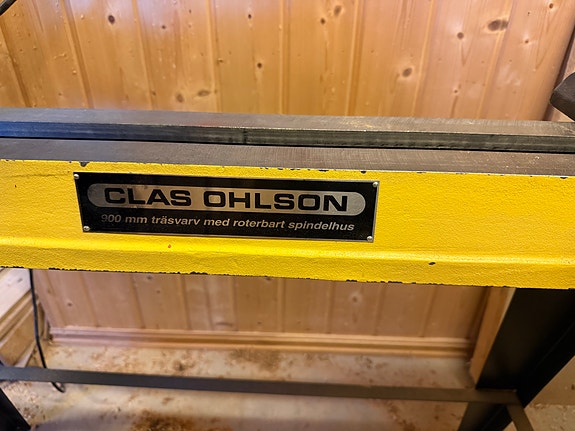 CLAS OHLSON
900 mm träsvarv med roterbart spindelhus